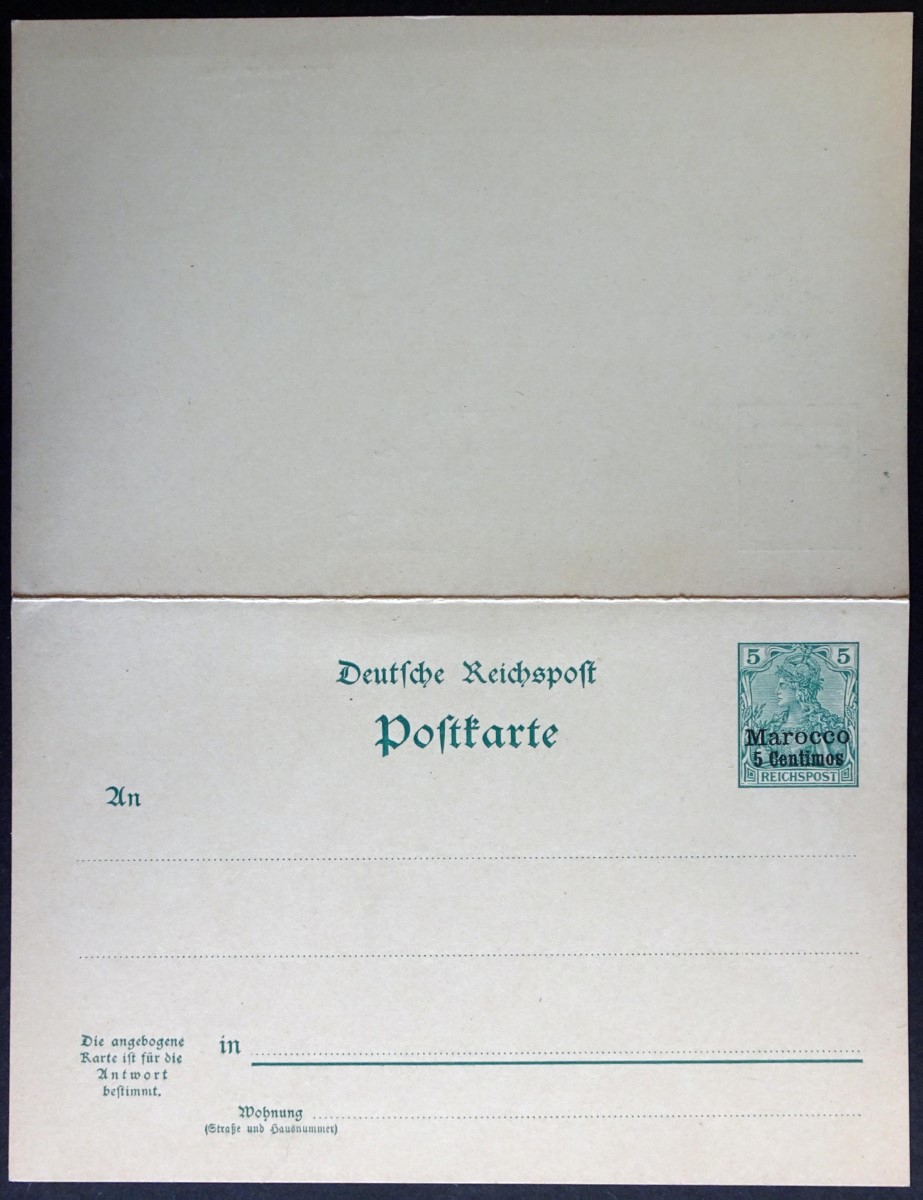 Deutſche Reichspoſt
Poſtkarte
5 5
Marocco
5 Centimos
REICHSPOST
An
Die angebogene
Karte iſt für die
Antwort
beſtimmt.
in
Wohnung
(Straße und Hausnummer)